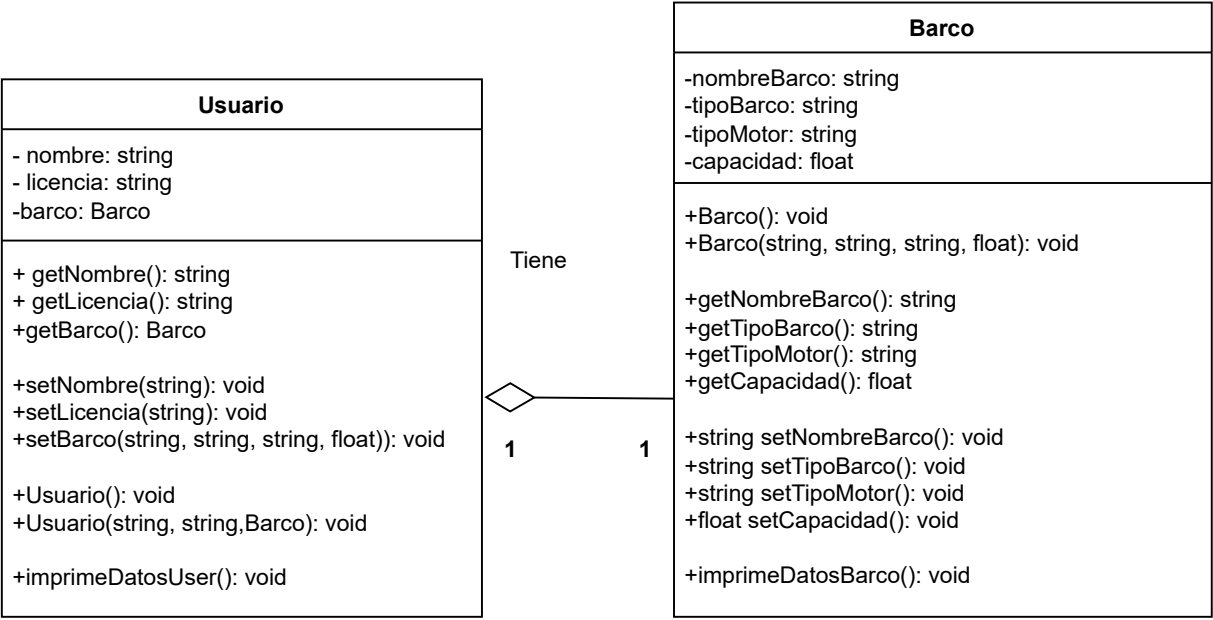 Usuario
- nombre: string
- licencia: string
-barco: Barco
+ getNombre(): string
+ getLicencia(): string
+getBarco(): Barco
+setNombre(string): void
+setLicencia(string): void
+setBarco(string, string, string, float)): void
+Usuario(): void
+Usuario(string, string,Barco): void
+imprimeDatosUser(): void
Tiene
1
1
Barco
-nombreBarco: string
-tipoBarco: string
-tipoMotor: string
-capacidad: float
+Barco(): void
+Barco(string, string, string, float): void
+getNombreBarco(): string
+getTipoBarco(): string
+getTipoMotor(): string
+getCapacidad(): float
+string setNombreBarco(): void
+string setTipoBarco(): void
+string setTipoMotor(): void
+float setCapacidad(): void
+imprimeDatosBarco(): void